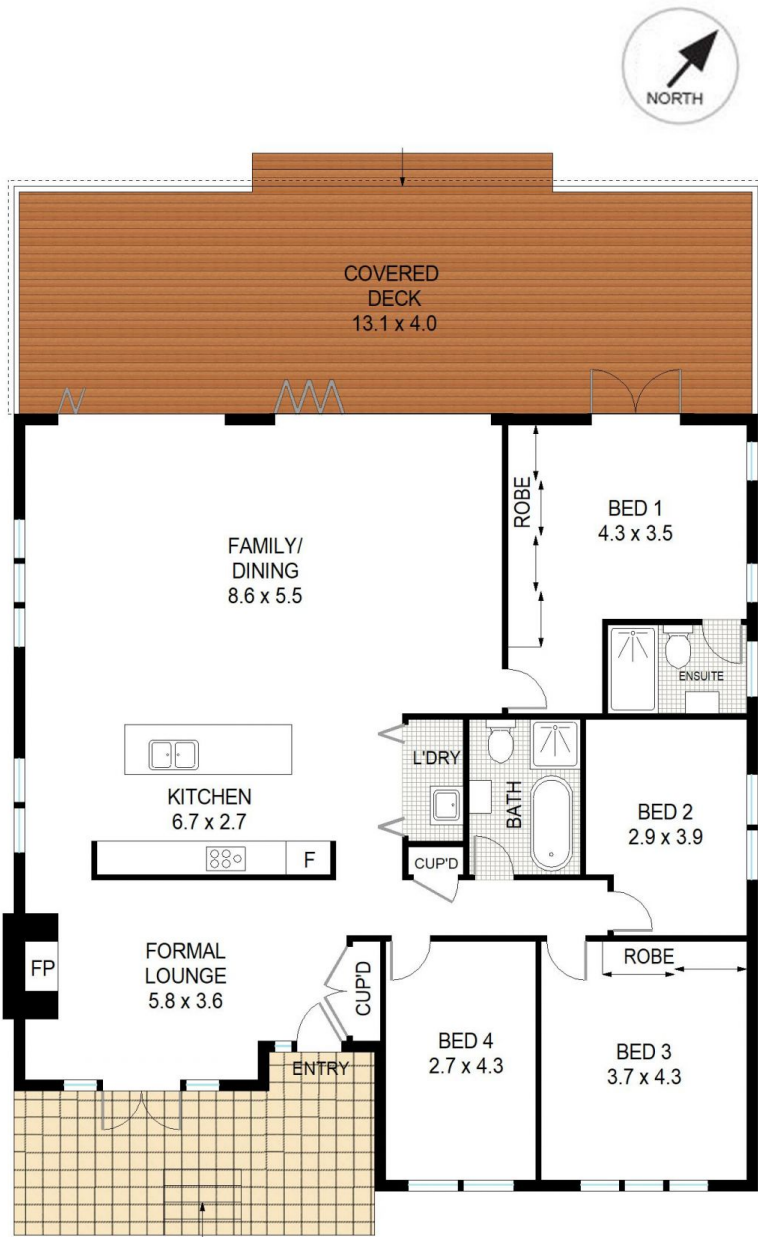 NORTH
COVERED
DECK
13.1 x 4.0
ROBE
BED 1
4.3 x 3.5
FAMILY/
DINING
8.6 x 5.5
ENSUITE
L'DRY
BATH
KITCHEN
6.7 x 2.7
BED 2
2.9 x 3.9
F
CUP'D
FP
FORMAL
LOUNGE
5.8 x 3.6
CUP'D
ROBE
BED 4
2.7 x 4.3
BED 3
3.7 x 4.3
ENTRY